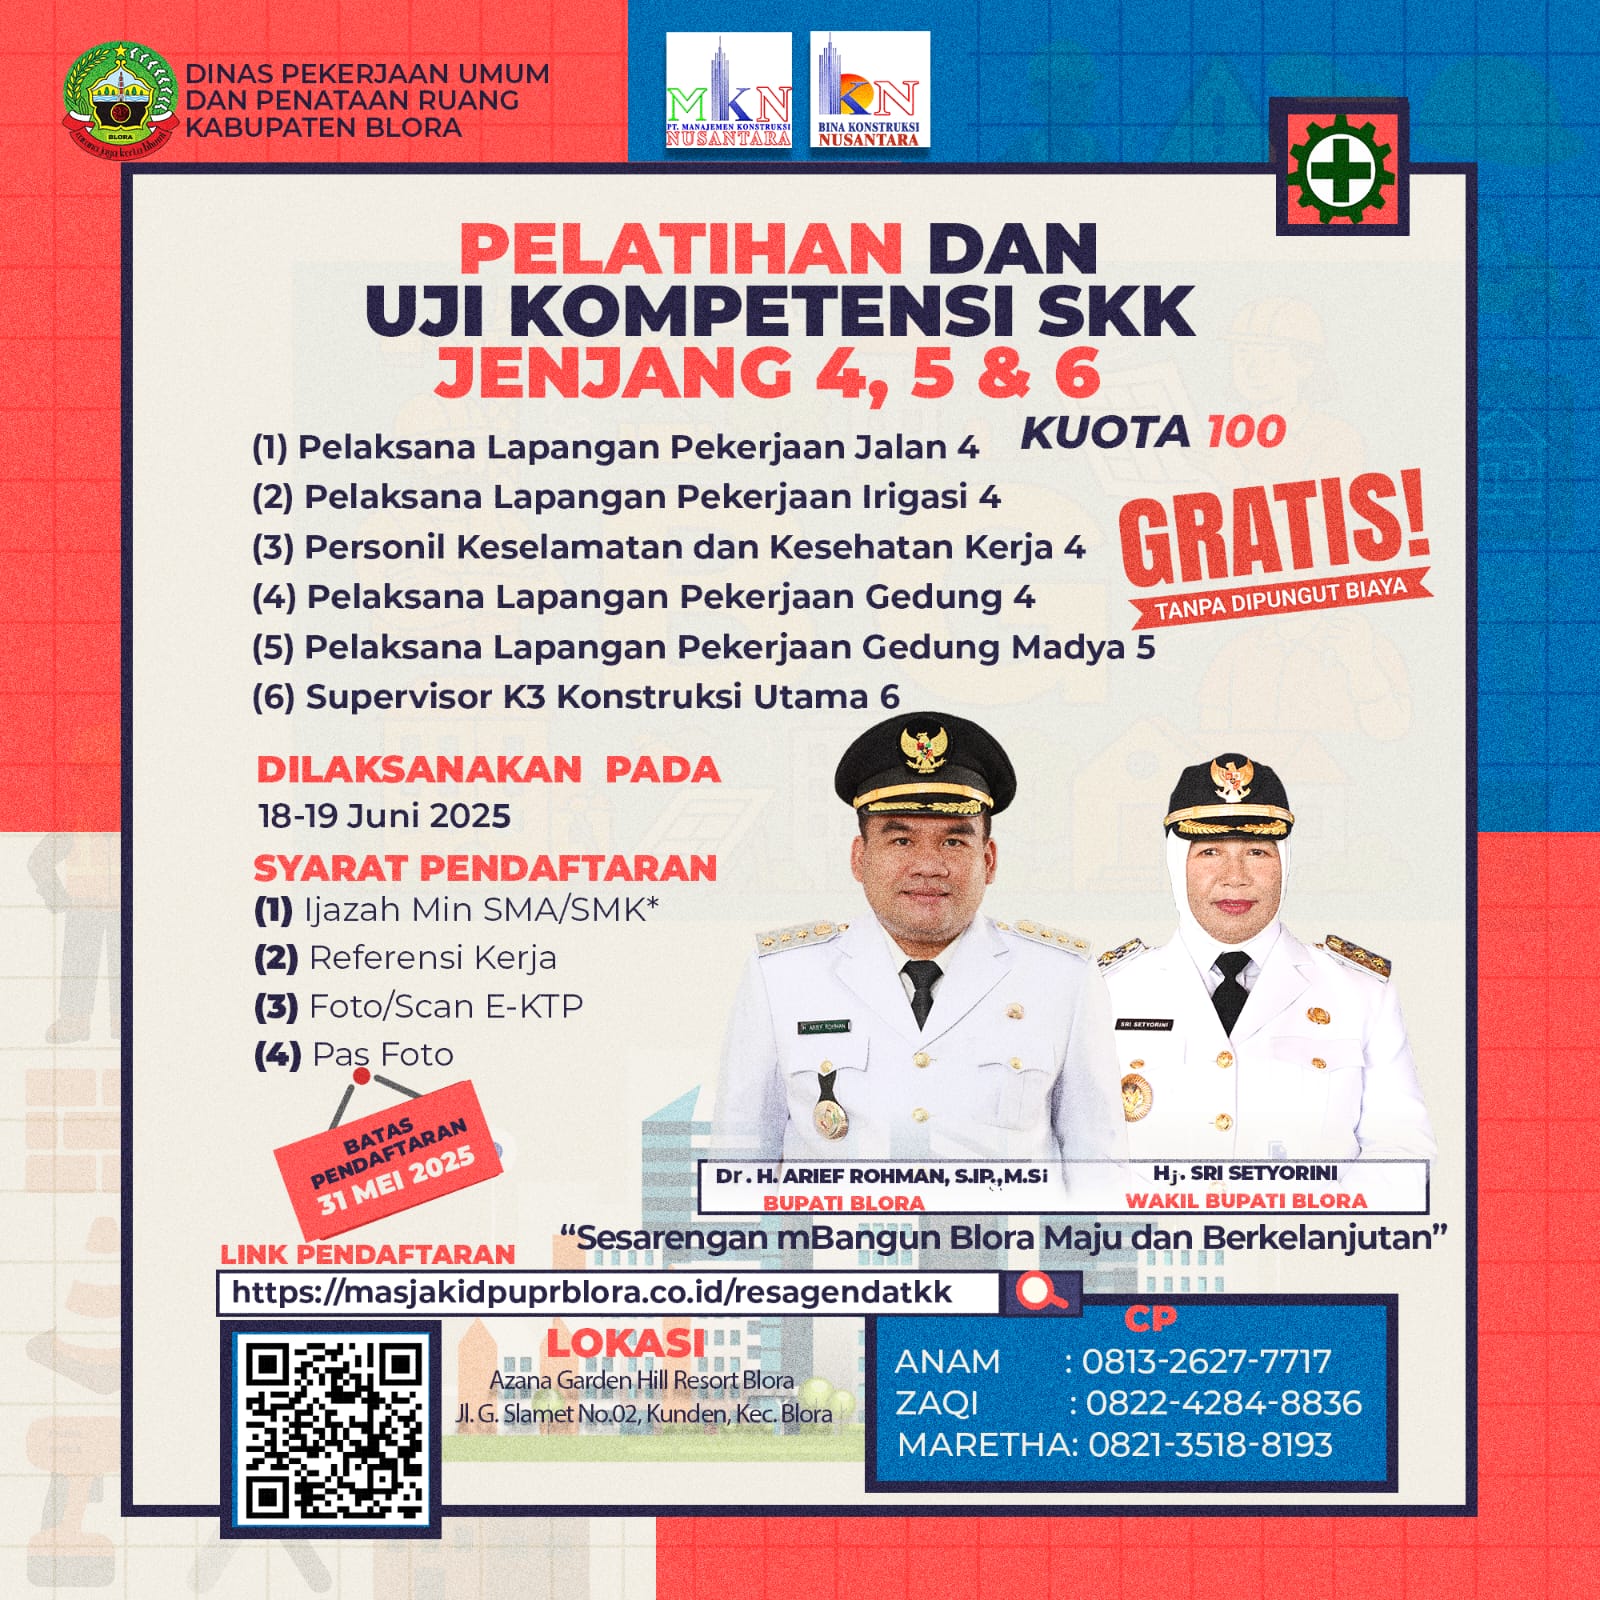 DINAS PEKERJAAN UMUM
DAN PENATAAN RUANG
KABUPATEN BLORA
BLORA
MKN
PT. MANAJEMEN KONSTRUKSI
NUSANTARA
BKN
BINA KONSTRUKSI
NUSANTARA
PELATIHAN DAN
UJI KOMPETENSI SKK
JENJANG 4, 5 & 6
KUOTA 100
(1) Pelaksana Lapangan Pekerjaan Jalan 4
(2) Pelaksana Lapangan Pekerjaan Irigasi 4
(3) Personil Keselamatan dan Kesehatan Kerja 4
(4) Pelaksana Lapangan Pekerjaan Gedung 4
(5) Pelaksana Lapangan Pekerjaan Gedung Madya 5
(6) Supervisor K3 Konstruksi Utama 6
GRATIS!
TANPA DIPUNGUT BIAYA
DILAKSANAKAN PADA
18-19 Juni 2025
SYARAT PENDAFTARAN
(1) Ijazah Min SMA/SMK*
(2) Referensi Kerja
(3) Foto/Scan E-KTP
(4) Pas Foto
BATAS
PENDAFTARAN
31 MEI 2025
H. ARIEF ROHMAN
SRI SETYORINI
Dr. H. ARIEF ROHMAN, S.IP.,M.Si
BUPATI BLORA
Hj. SRI SETYORINI
WAKIL BUPATI BLORA
“Sesarengan mBangun Blora Maju dan Berkelanjutan”
LINK PENDAFTARAN
https://masjakidpuprblora.co.id/resagendatkk
LOKASI
Azana Garden Hill Resort Blora
Jl. G. Slamet No.02, Kunden, Kec. Blora
CP
ANAM : 0813-2627-7717
ZAQI : 0822-4284-8836
MARETHA: 0821-3518-8193